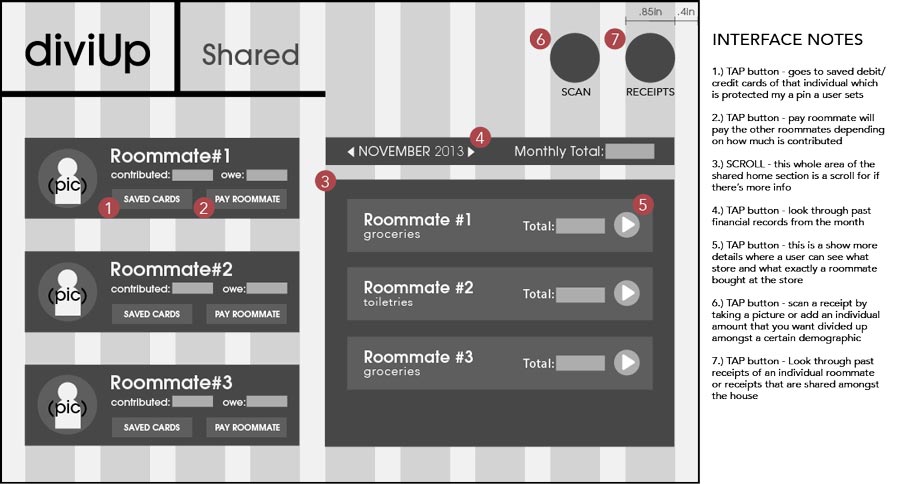 diviUp
Shared
6
SCAN
7
RECEIPTS
.85in
.4in
Roommate#1
(pic)
contributed:
owe:
1
SAVED CARDS
2
PAY ROOMMATE
Roommate#2
(pic)
contributed:
owe:
SAVED CARDS
PAY ROOMMATE
Roommate#3
(pic)
contributed:
owe:
SAVED CARDS
PAY ROOMMATE
NOVEMBER 2013
4
Monthly Total:
3
Roommate #1
groceries
Total:
5
Roommate #2
toiletries
Total:
Roommate #3
groceries
Total:
INTERFACE NOTES
1.) TAP button - goes to saved debit/
credit cards of that individual which
is protected my a pin a user sets
2.) TAP button - pay roommate will
pay the other roommates depending
on how much is contributed
3.) SCROLL - this whole area of the
shared home section is a scroll for if
there's more info
4.) TAP button - look through past
financial records from the month
5.) TAP button - this is a show more
details where a user can see what
store and what exactly a roommate
bought at the store
6.) TAP button - scan a receipt by
taking a picture or add an individual
amount that you want divided up
amongst a certain demographic
7.) TAP button - Look through past
receipts of an individual roommate
or receipts that are shared amongst
the house